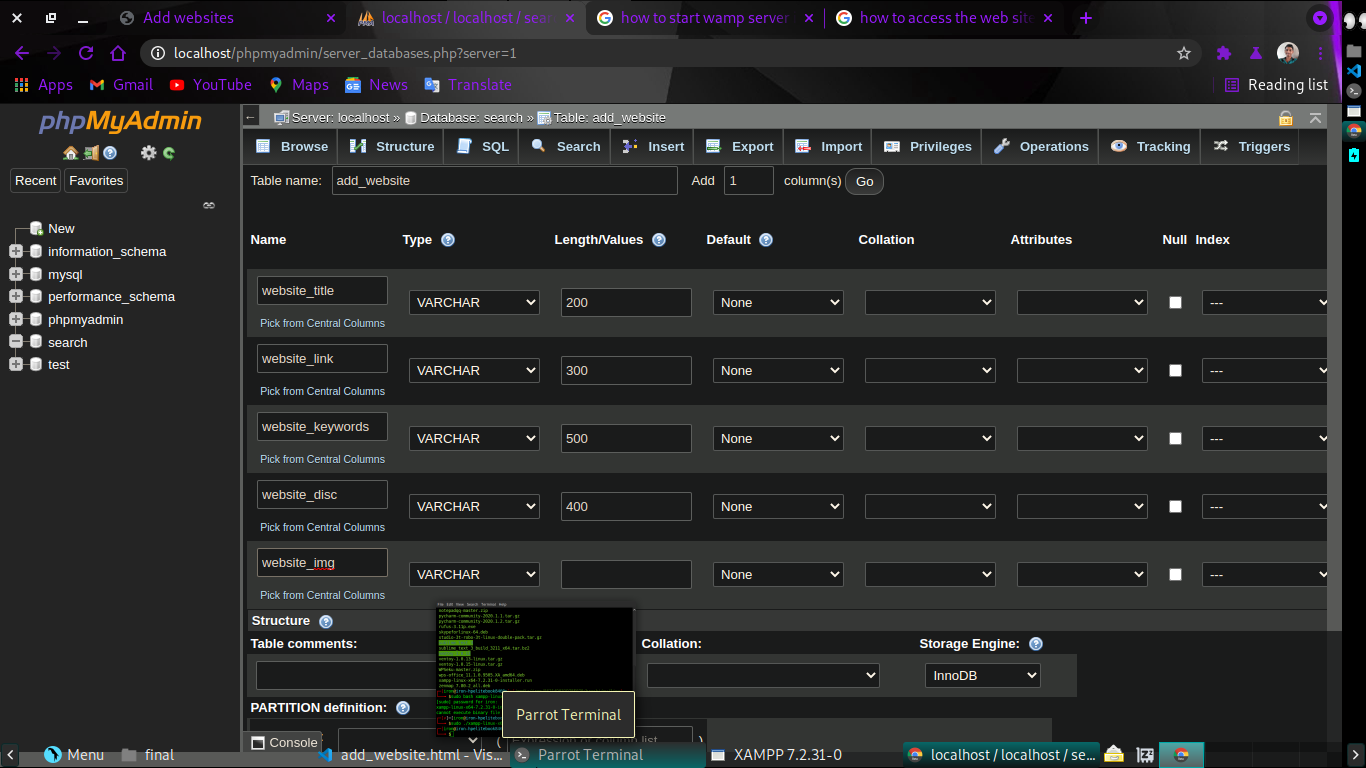 Add websites
localhost / localhost / sear
how to start wamp server
how to access the web site
localhost/phpmyadmin/server_databases.php?server=1
Apps Gmail YouTube Maps News Translate Reading list
phpMyAdmin
Recent Favorites
New
information_schema
mysql
performance_schema
phpmyadmin
search
test
Server: localhost » Database: search » Table: add_website
Browse Structure SQL Search Insert Export Import Privileges Operations Tracking Triggers
Table name: add_website Add 1 column(s) Go
Name Type Length/Values Default Collation Attributes Null Index
website_title VARCHAR 200 None ---
Pick from Central Columns
website_link VARCHAR 300 None ---
Pick from Central Columns
website_keywords VARCHAR 500 None ---
Pick from Central Columns
website_disc VARCHAR 400 None ---
Pick from Central Columns
website_img VARCHAR None ---
Pick from Central Columns
Structure
Table comments: Collation: Storage Engine:
InnoDB
PARTITION definition:
Parrot Terminal
Console
( Expression or column list )
Menu final add_website.html - Vis... Parrot Terminal XAMPP 7.2.31-0 localhost / localhost / se...